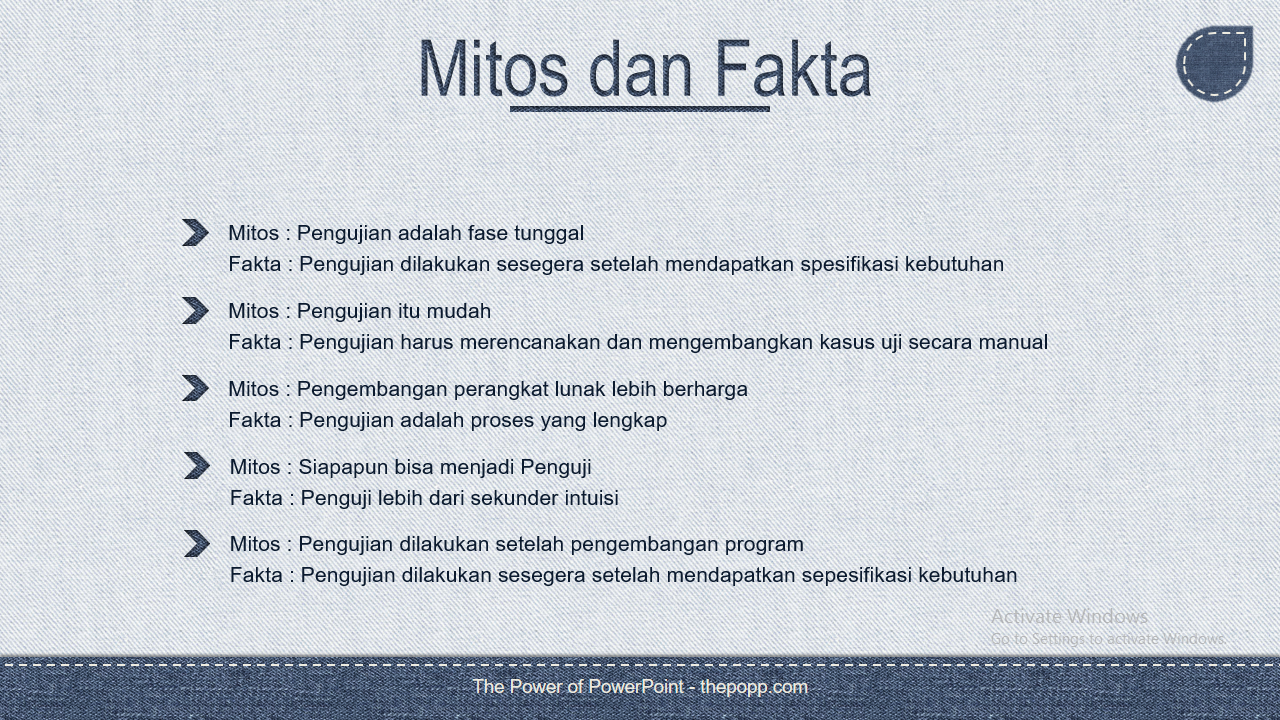 Mitos dan Fakta
Mitos : Pengujian adalah fase tunggal
Fakta : Pengujian dilakukan sesegera setelah mendapatkan spesifikasi kebutuhan
Mitos : Pengujian itu mudah
Fakta : Pengujian harus merencanakan dan mengembangkan kasus uji secara manual
Mitos : Pengembangan perangkat lunak lebih berharga
Fakta : Pengujian adalah proses yang lengkap
Mitos : Siapapun bisa menjadi Penguji
Fakta : Penguji lebih dari sekunder intuisi
Mitos : Pengujian dilakukan setelah pengembangan program
Fakta : Pengujian dilakukan sesegera setelah mendapatkan sepesifikasi kebutuhan
Activate Windows
Go to Settings to activate Windows.
The Power of PowerPoint - thepopp.com